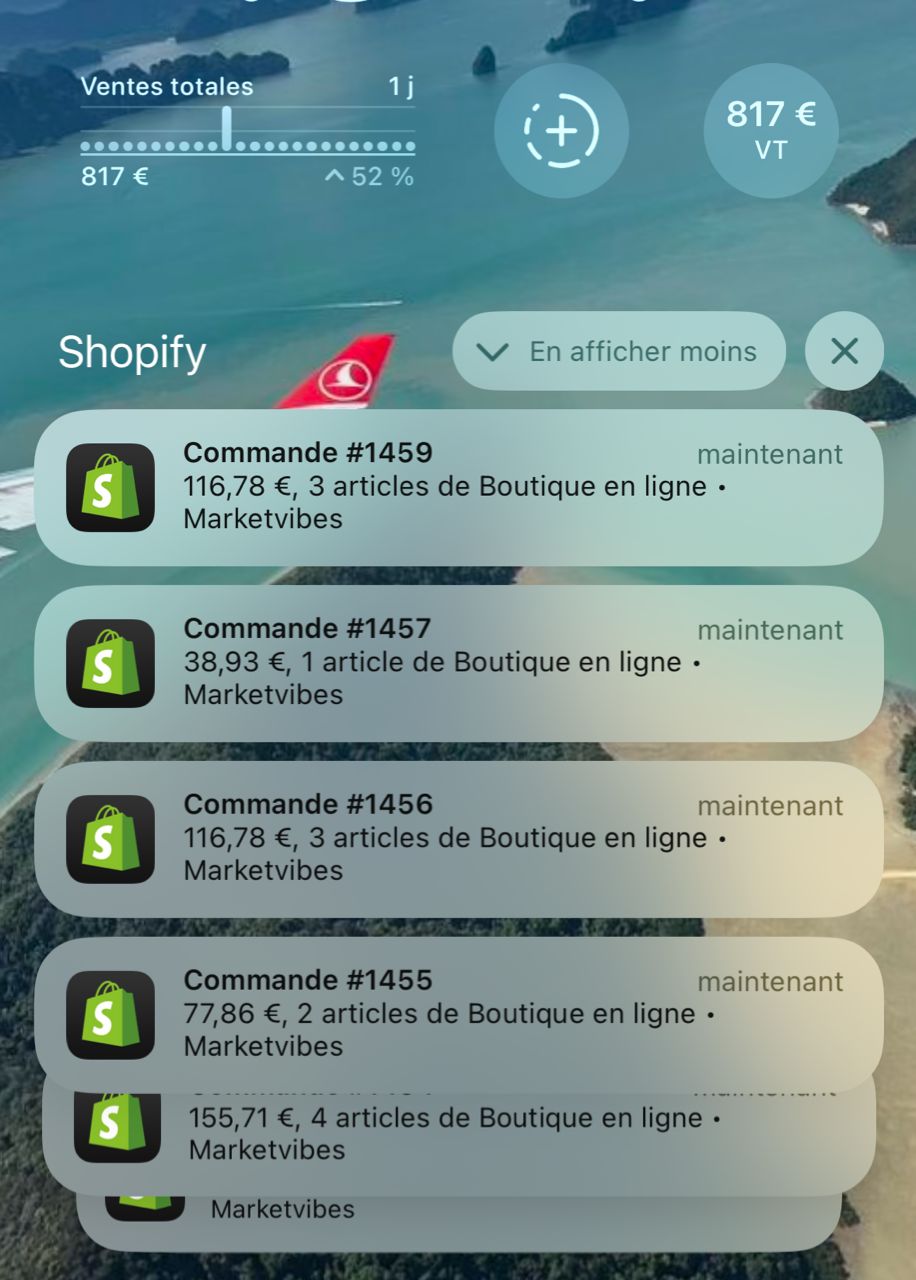 Ventes totales 1 j
817 € 52 %
817 €
VT
Shopify
En afficher moins
Commande #1459 maintenant
116,78 €, 3 articles de Boutique en ligne •
Marketvibes
Commande #1457 maintenant
38,93 €, 1 article de Boutique en ligne •
Marketvibes
Commande #1456 maintenant
116,78 €, 3 articles de Boutique en ligne •
Marketvibes
Commande #1455 maintenant
77,86 €, 2 articles de Boutique en ligne •
Marketvibes
155,71 €, 4 articles de Boutique en ligne •
Marketvibes
Marketvibes